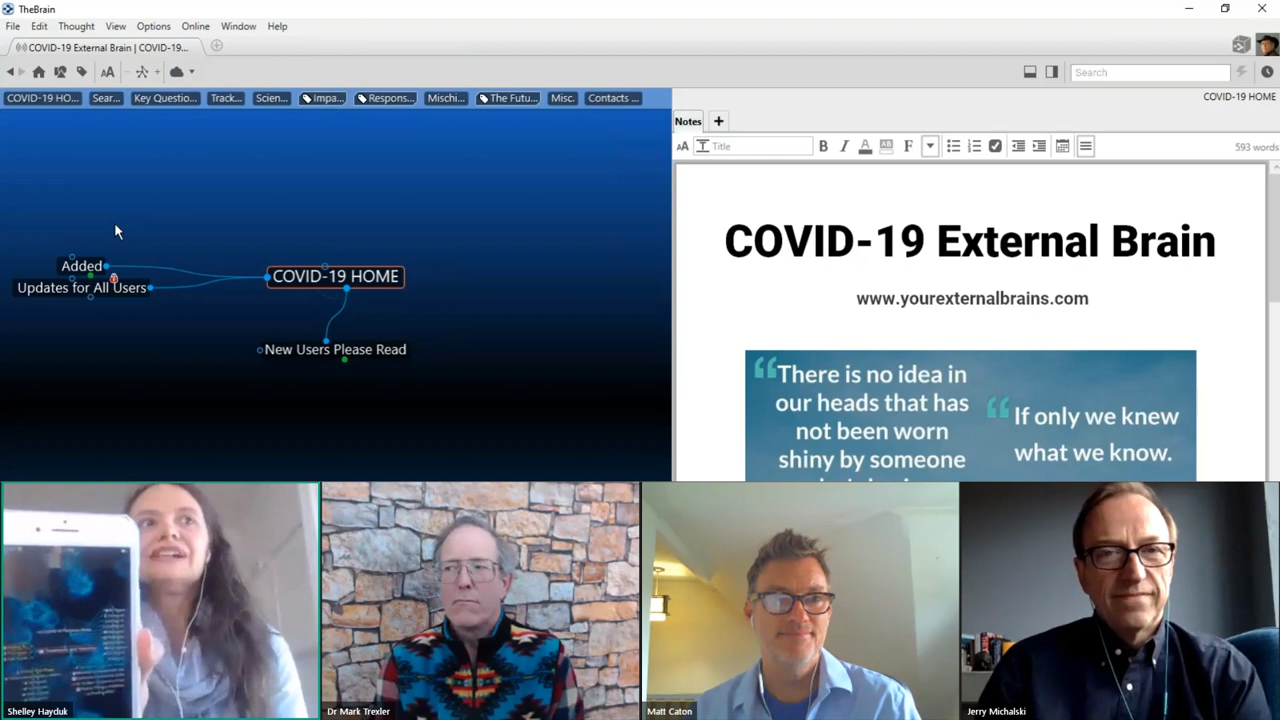 TheBrain
File Edit Thought View Options Online Window Help
COVID-19 External Brain | COVID-19...
Search
COVID-19 HO... Sear... Key Questio... Track... Scien... Impa... Respons... Mischi... The Futu... Misc. Contacts ...
COVID-19 HOME
Notes
Title
593 words
Added
Updates for All Users
COVID-19 HOME
New Users Please Read
COVID-19 External Brain
www.yourexternalbrains.com
“There is no idea in
our heads that has
not been worn
shiny by someone
“If only we knew
what we know.
Shelley Hayduk
Dr Mark Trexler
Matt Caton
Jerry Michalski